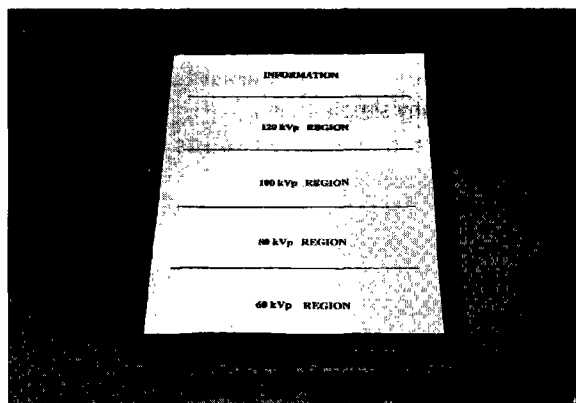 INFORMATION
120 kVp REGION
100 kVp REGION
80 kVp REGION
60 kVp REGION